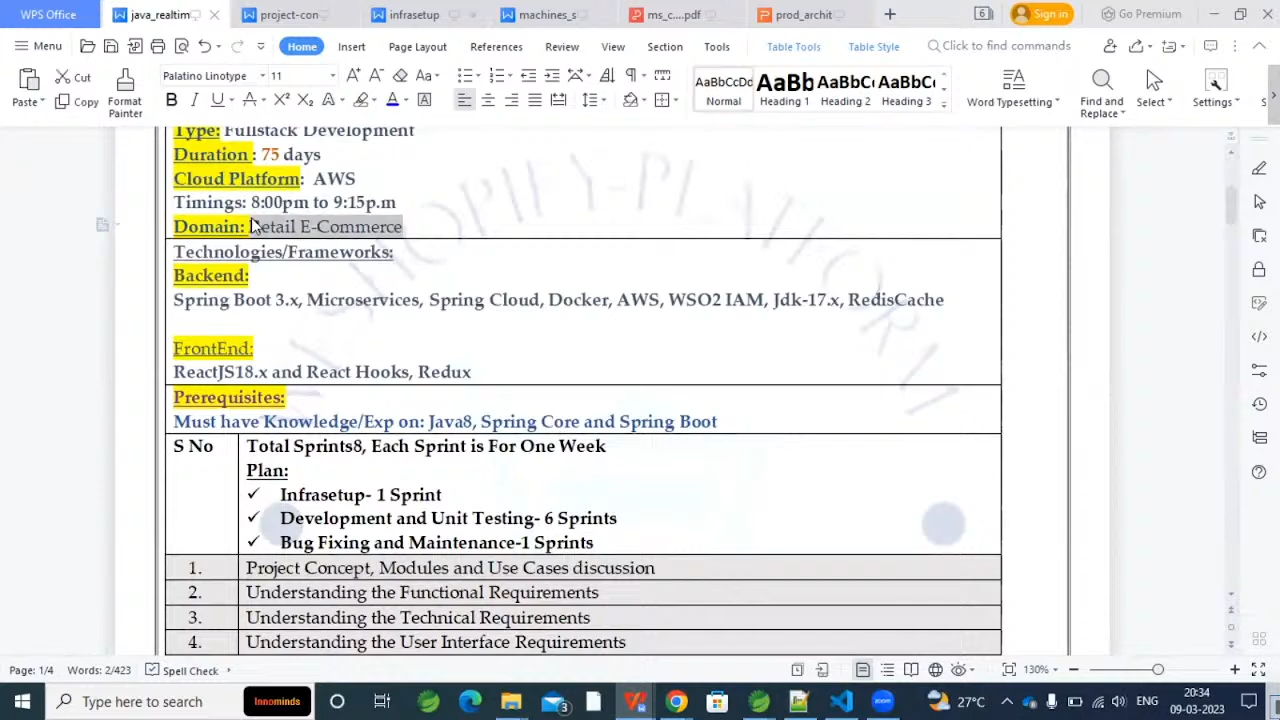 WPS Office
java_realtim
project-con
infrasetup
machines_s
ms_c....pdf
prod_archit
Sign in
Go Premium
Menu
Home
Insert
Page Layout
References
Review
View
Section
Tools
Table Tools
Table Style
Click to find commands
Paste
Cut
Copy
Format Painter
Palatino Linotype
11
AaBbCcDd
Normal
AaBb
Heading 1
AaBbC
Heading 2
AaBbC
Heading 3
Word Typesetting
Find and Replace
Select
Settings
Type: Fullstack Development
Duration : 75 days
Cloud Platform: AWS
Timings: 8:00pm to 9:15p.m
Domain: Retail E-Commerce
Technologies/Frameworks:
Backend:
Spring Boot 3.x, Microservices, Spring Cloud, Docker, AWS, WSO2 IAM, Jdk-17.x, RedisCache
FrontEnd:
ReactJS18.x and React Hooks, Redux
Prerequisites:
Must have Knowledge/Exp on: Java8, Spring Core and Spring Boot
S No
Total Sprints8, Each Sprint is For One Week
Plan:
✓ Infrasetup- 1 Sprint
✓ Development and Unit Testing- 6 Sprints
✓ Bug Fixing and Maintenance-1 Sprints
1. Project Concept, Modules and Use Cases discussion
2. Understanding the Functional Requirements
3. Understanding the Technical Requirements
4. Understanding the User Interface Requirements
Page: 1/4
Words: 2/423
Spell Check
130%
Type here to search
Innominds
3
zoom
27°C
ENG
20:34
09-03-2023